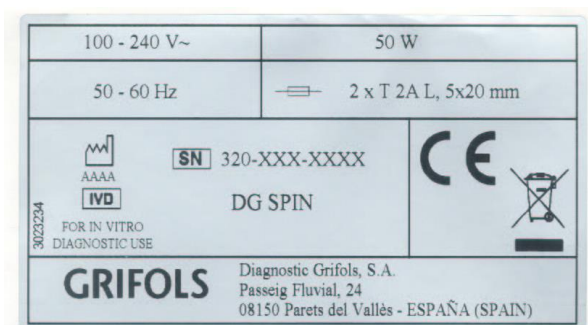 100 - 240 V~
50 W
50 - 60 Hz
2 x T 2A L, 5x20 mm
AAAA
SN 320-XXX-XXXX
IVD
DG SPIN
FOR IN VITRO
DIAGNOSTIC USE
3023234
CE
GRIFOLS
Diagnostic Grifols, S.A.
Passeig Fluvial, 24
08150 Parets del Vallès - ESPAÑA (SPAIN)